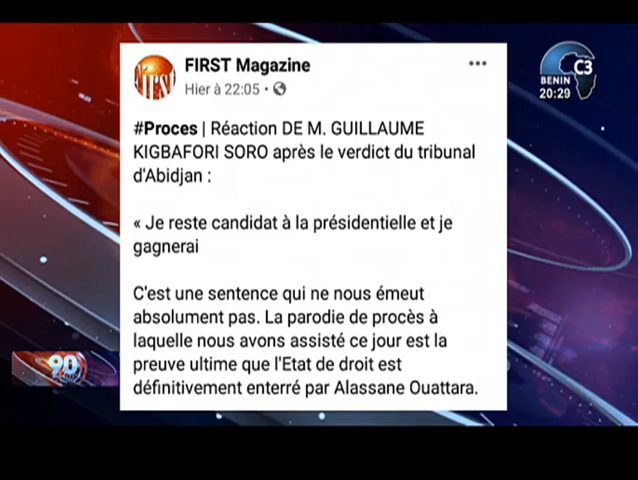 First
FIRST Magazine
Hier à 22:05 ·
#Proces | Réaction DE M. GUILLAUME
KIGBAFORI SORO après le verdict du tribunal
d'Abidjan :
« Je reste candidat à la présidentielle et je
gagnerai
C'est une sentence qui ne nous émeut
absolument pas. La parodie de procès à
laquelle nous avons assisté ce jour est la
preuve ultime que l'Etat de droit est
définitivement enterré par Alassane Ouattara.
C3
BENIN
20:29
90